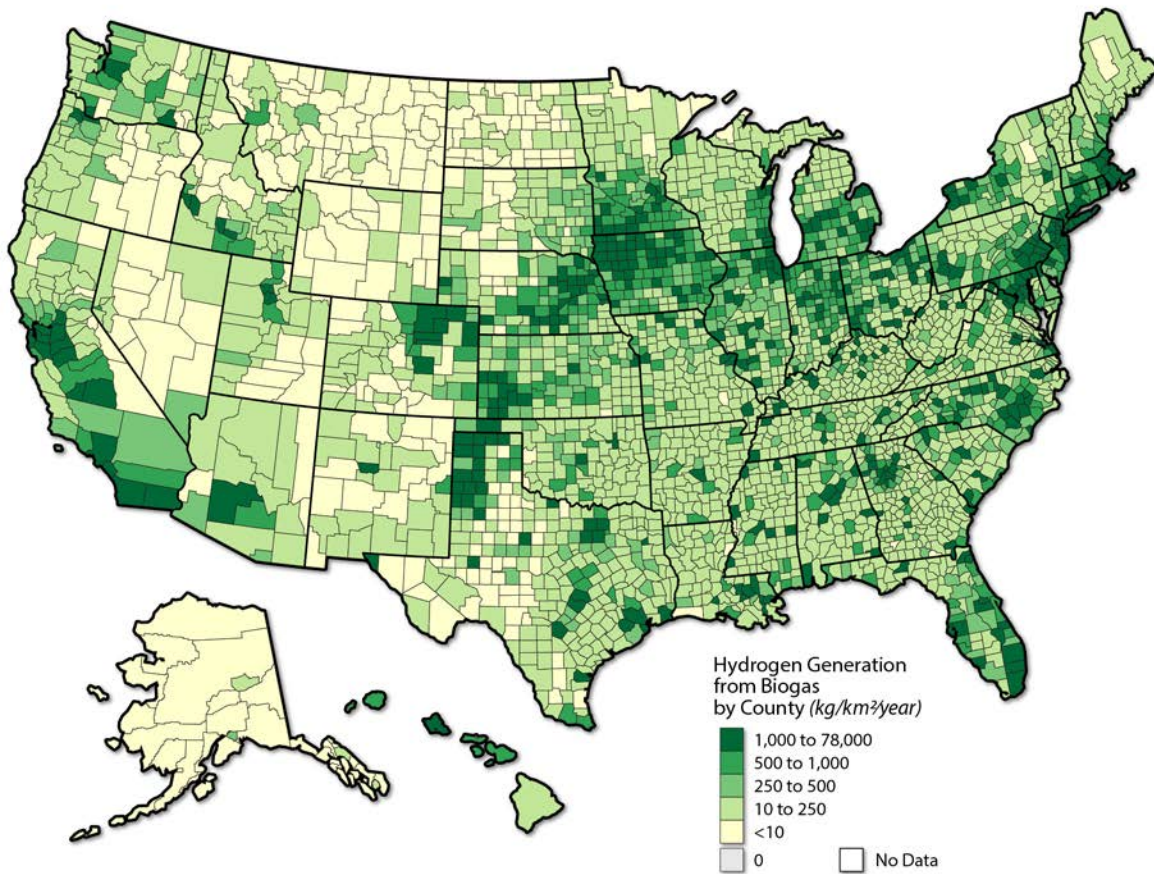 Hydrogen Generation
from Biogas
by County (kg/km²/year)
1,000 to 78,000
500 to 1,000
250 to 500
10 to 250
<10
0
No Data